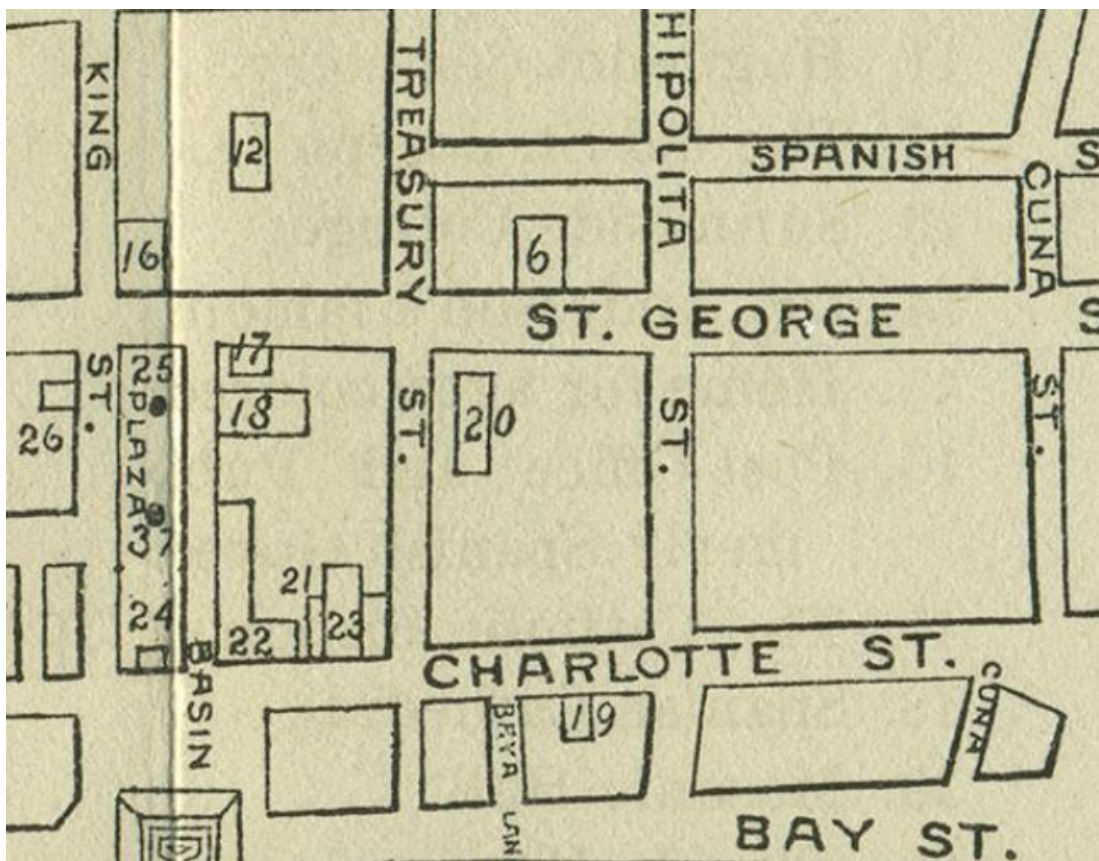 KING
TREASURY
HIPOLITA
12
SPANISH
S
CUNA
16
6
ST. GEORGE
S
ST.
25
17
ST.
20
ST.
ST.
18
26
PLAZA
37
21
24
22
23
BASIN
CHARLOTTE ST.
CUNA
19
BAY ST.